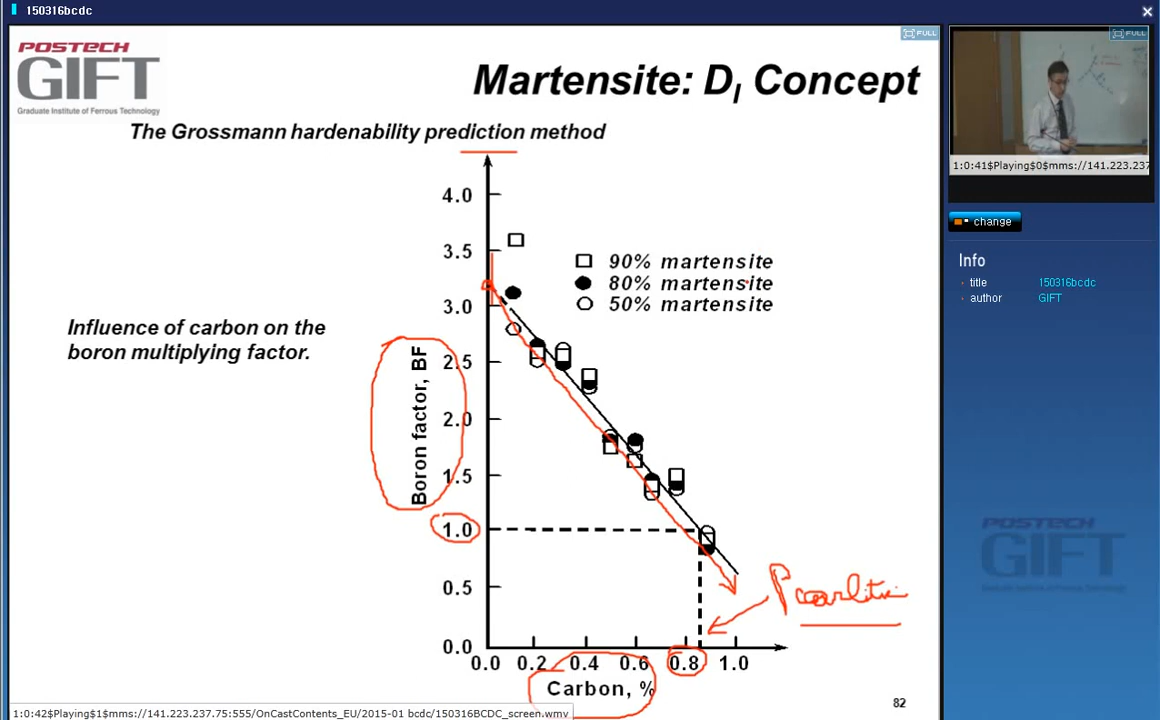 150316bcdc
POSTECH
GIFT
Graduate Institute of Ferrous Technology
Martensite: DI Concept
The Grossmann hardenability prediction method
FULL
FULL
1:0:41$Playing$0$mms://141.223.237
change
Info
title 150316bcdc
author GIFT
4.0
3.5
3.0
2.5
2.0
1.5
1.0
0.5
0.0
Boron factor, BF
90% martensite
80% martensite
50% martensite
Influence of carbon on the
boron multiplying factor.
0.0 0.2 0.4 0.6 0.8 1.0
Carbon, %
82
POSTECH
GIFT
1:0:42$Playing$1$mms://141.223.237.75:555/OnCastContents_EU/2015-01 bcdc/150316BCDC_screen.wmv